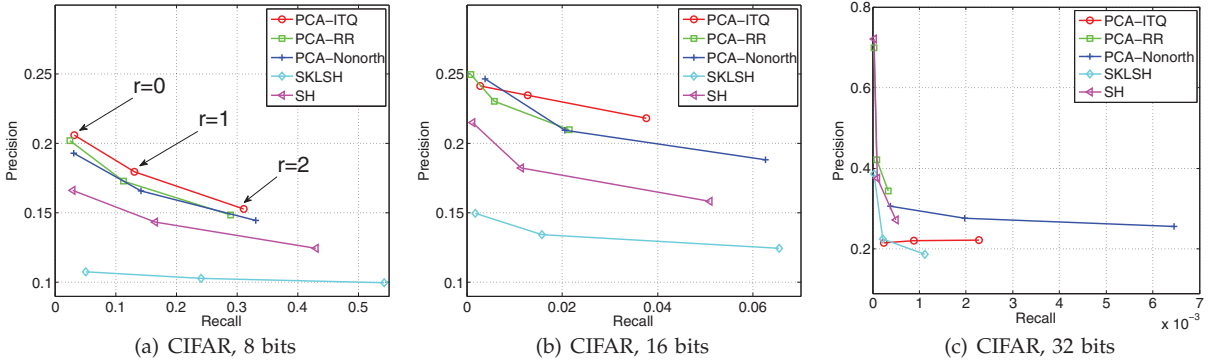 PCA-ITQ
PCA-RR
PCA-Nonorth
SKLSH
SH
r=0
r=1
r=2
Precision
0.25
0.2
0.15
0.1
0
0.1
0.2
0.3
0.4
0.5
Recall
(a) CIFAR, 8 bits
PCA-ITQ
PCA-RR
PCA-Nonorth
SKLSH
SH
Precision
0.25
0.2
0.15
0.1
0
0.02
0.04
0.06
Recall
(b) CIFAR, 16 bits
PCA-ITQ
PCA-RR
PCA-Nonorth
SKLSH
SH
Precision
0.8
0.6
0.4
0.2
0
1
2
3
4
5
6
7
x 10⁻³
Recall
(c) CIFAR, 32 bits